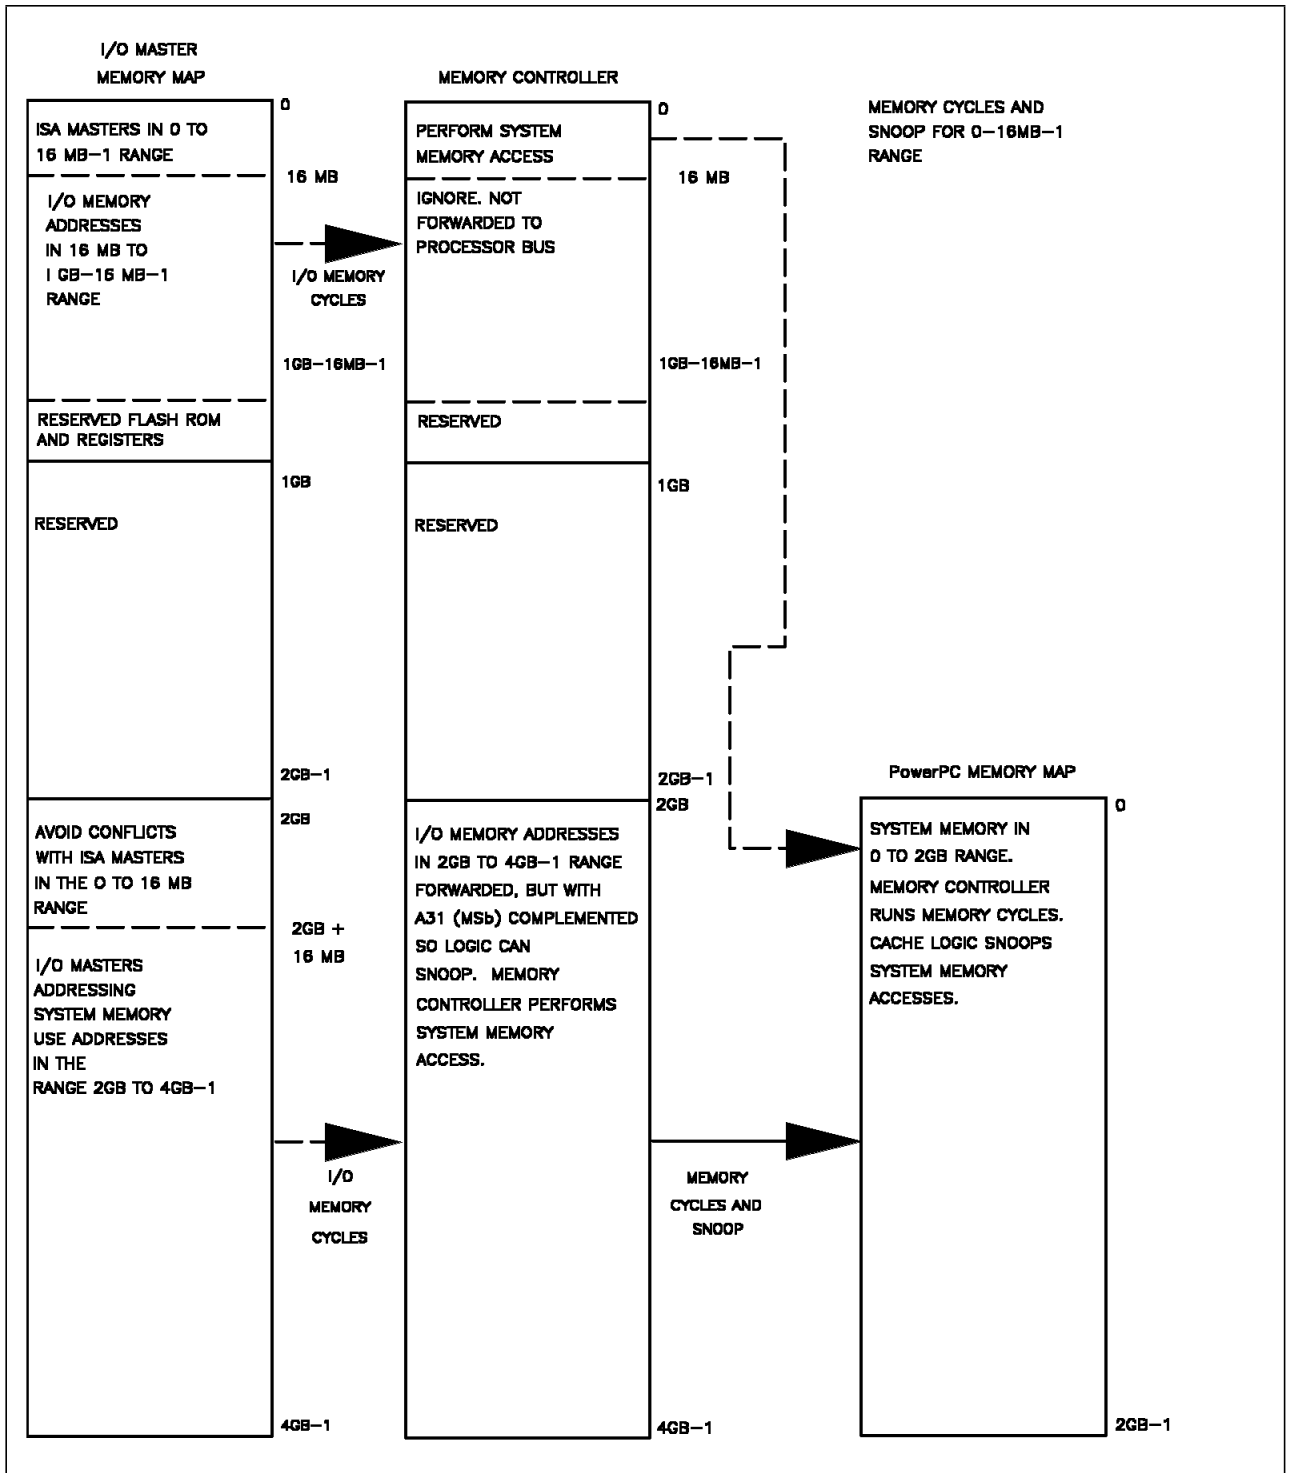 I/O MASTER
MEMORY MAP
0
ISA MASTERS IN 0 TO
16 MB-1 RANGE
16 MB
I/O MEMORY
ADDRESSES
IN 16 MB TO
I GB-16 MB-1
RANGE
I/O MEMORY
CYCLES
1GB-16MB-1
RESERVED FLASH ROM
AND REGISTERS
1GB
RESERVED
2GB-1
2GB
AVOID CONFLICTS
WITH ISA MASTERS
IN THE 0 TO 16 MB
RANGE
2GB +
16 MB
I/O MASTERS
ADDRESSING
SYSTEM MEMORY
USE ADDRESSES
IN THE
RANGE 2GB TO 4GB-1
I/O
MEMORY
CYCLES
4GB-1
MEMORY CONTROLLER
0
PERFORM SYSTEM
MEMORY ACCESS
16 MB
IGNORE. NOT
FORWARDED TO
PROCESSOR BUS
1GB-16MB-1
RESERVED
1GB
RESERVED
2GB-1
2GB
I/O MEMORY ADDRESSES
IN 2GB TO 4GB-1 RANGE
FORWARDED, BUT WITH
A31 (MSb) COMPLEMENTED
SO LOGIC CAN
SNOOP. MEMORY
CONTROLLER PERFORMS
SYSTEM MEMORY
ACCESS.
MEMORY
CYCLES AND
SNOOP
4GB-1
MEMORY CYCLES AND
SNOOP FOR 0-16MB-1
RANGE
PowerPC MEMORY MAP
0
SYSTEM MEMORY IN
0 TO 2GB RANGE.
MEMORY CONTROLLER
RUNS MEMORY CYCLES.
CACHE LOGIC SNOOPS
SYSTEM MEMORY
ACCESSES.
2GB-1